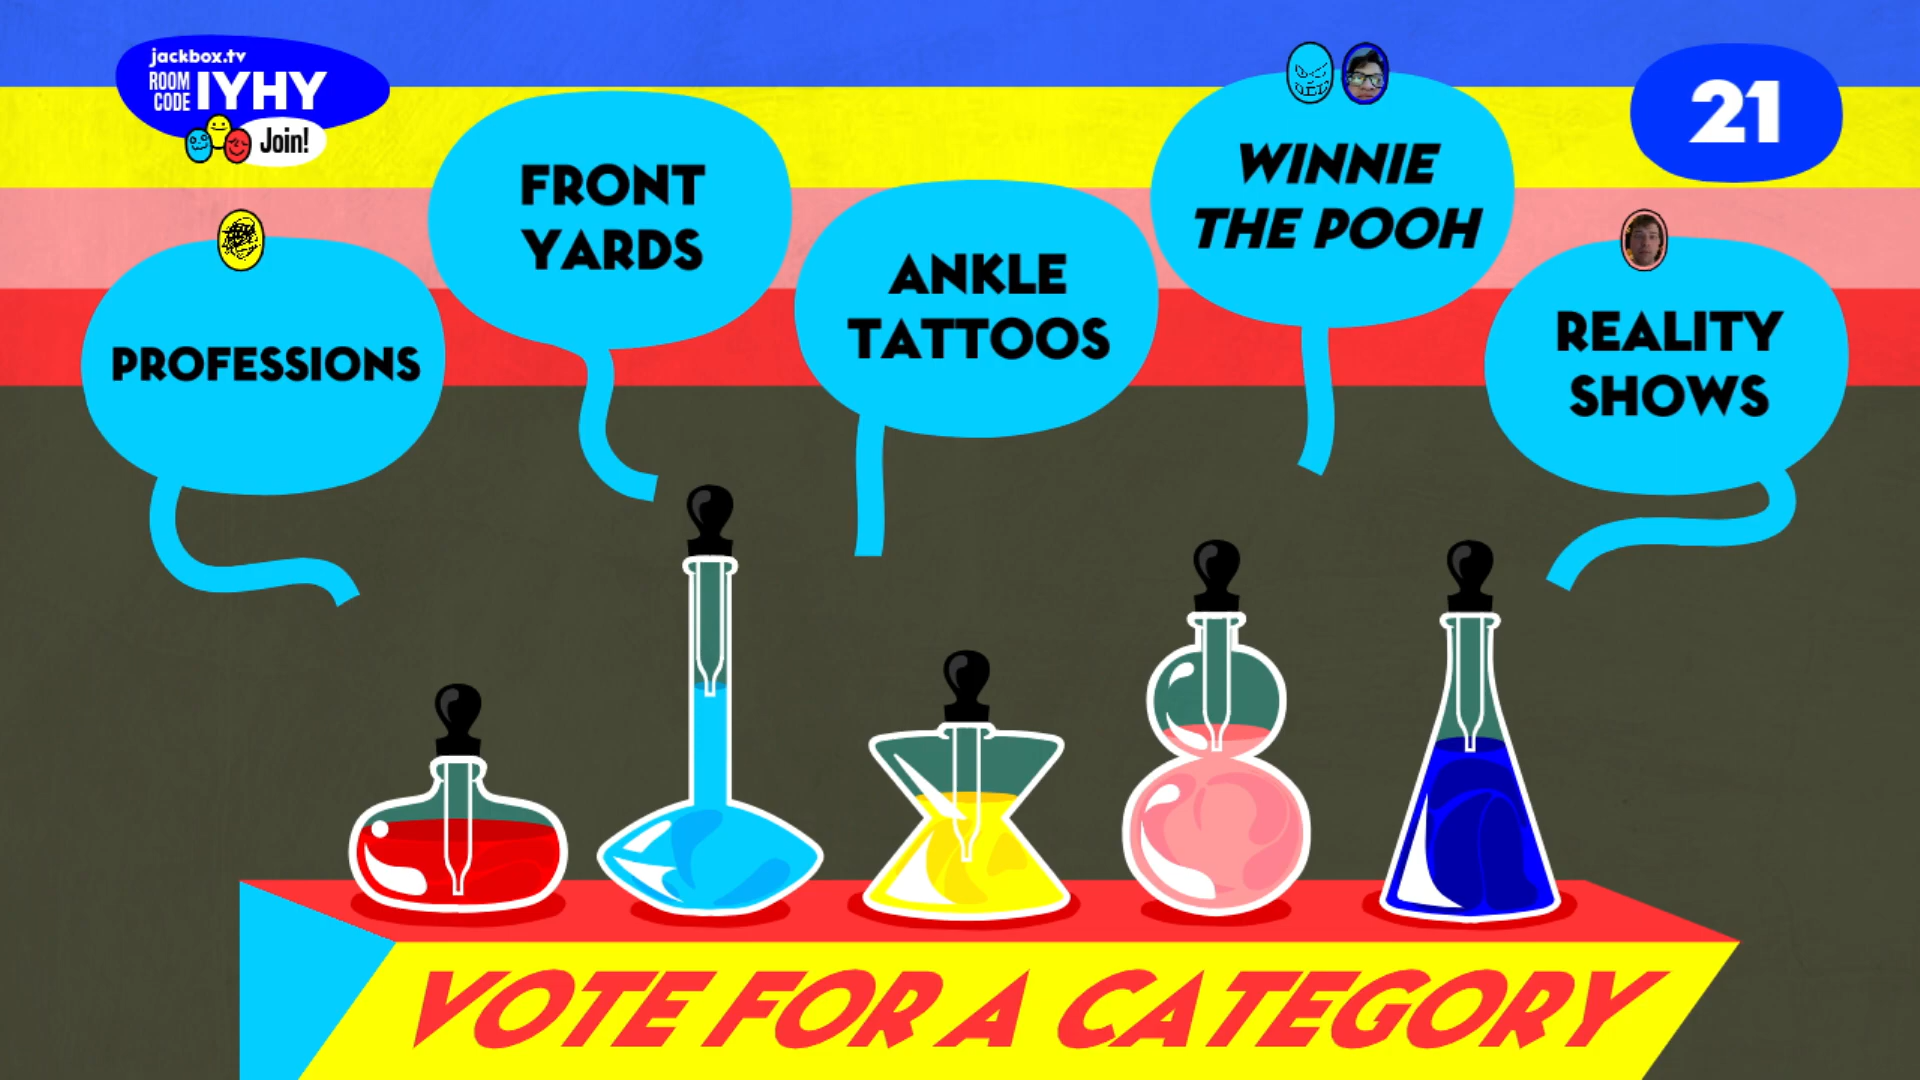 jackbox.tv
ROOM CODE IYHY
Join!
21
PROFESSIONS
FRONT
YARDS
ANKLE
TATTOOS
WINNIE
THE POOH
REALITY
SHOWS
VOTE FOR A CATEGORY